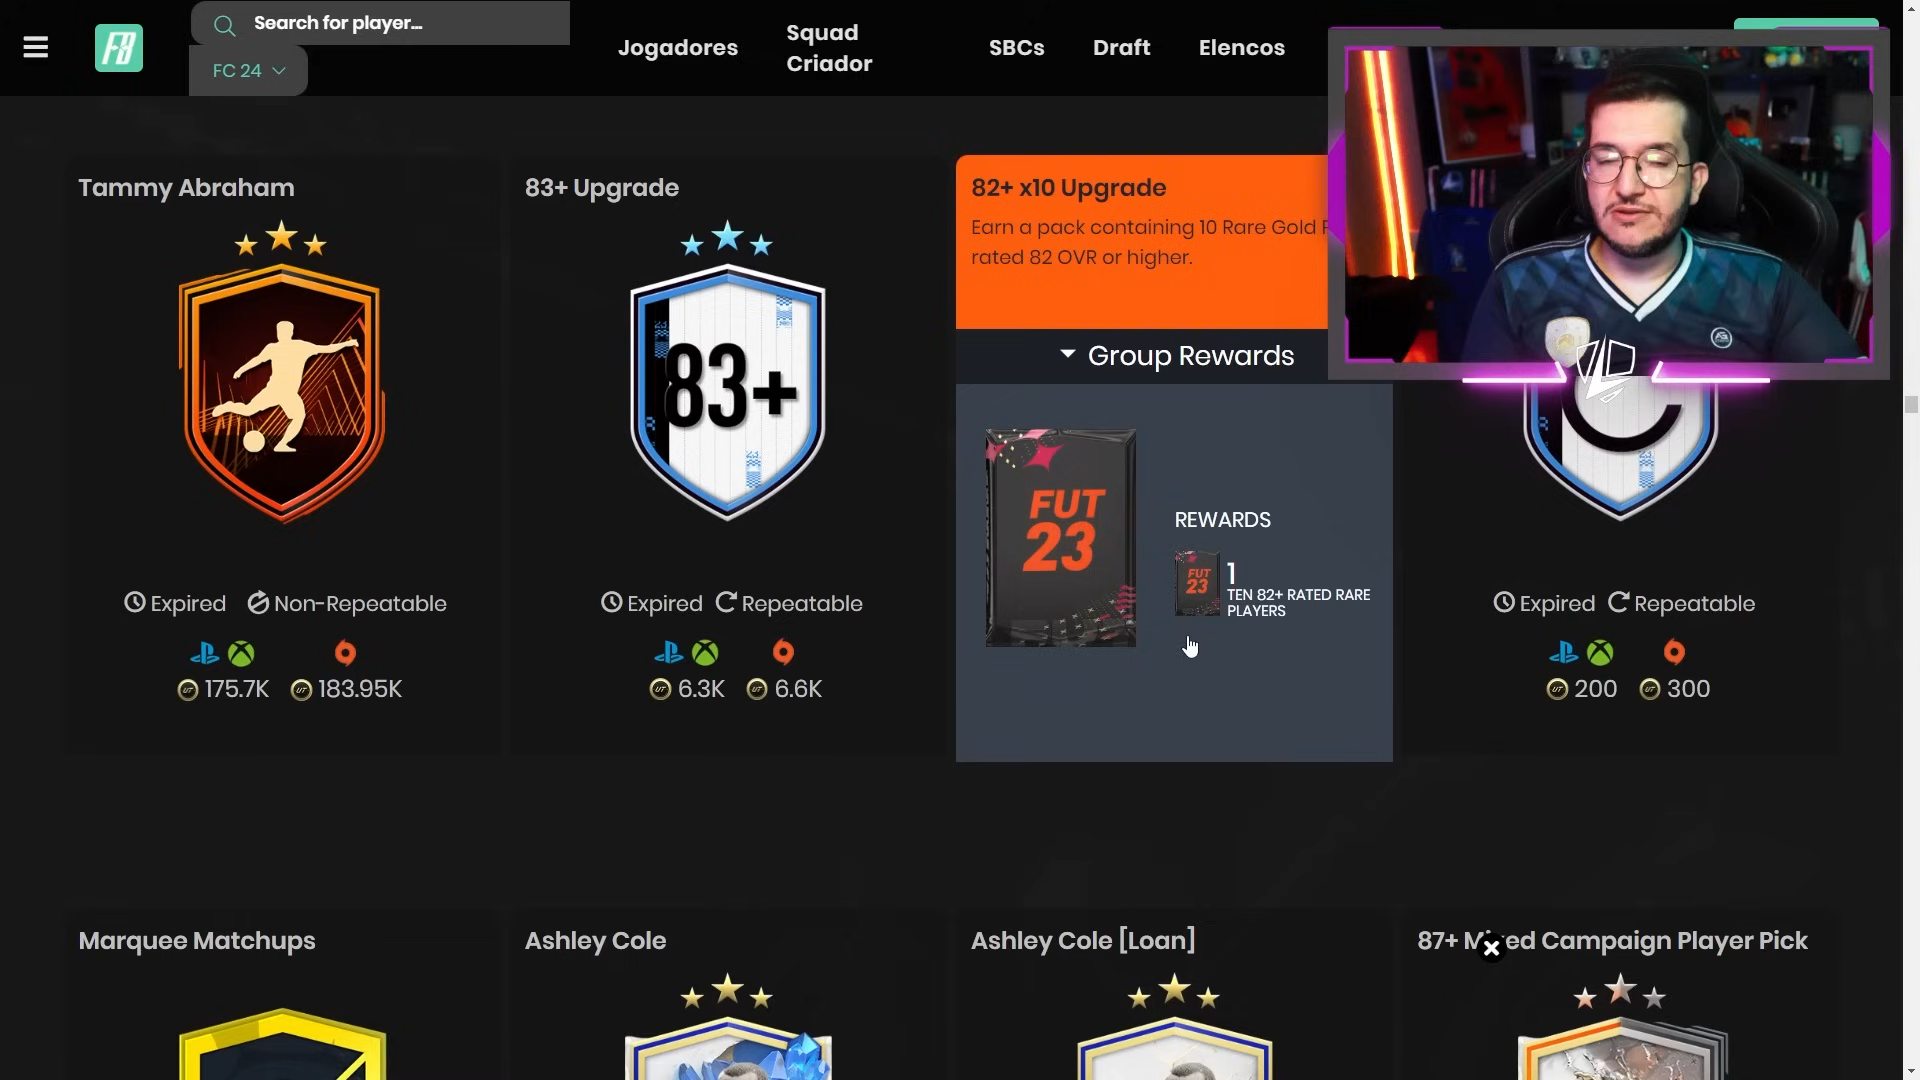 Search for player...
FC 24
Jogadores
Squad
Criador
SBCs
Draft
Elencos
Tammy Abraham
Expired Non-Repeatable
175.7K 183.95K
83+ Upgrade
83+
Expired Repeatable
6.3K 6.6K
82+ x10 Upgrade
Earn a pack containing 10 Rare Gold
rated 82 OVR or higher.
Group Rewards
FUT
23
REWARDS
FUT
23
1
TEN 82+ RATED RARE
PLAYERS
Expired Repeatable
200 300
Marquee Matchups
Ashley Cole
Ashley Cole [Loan]
87+ Mixed Campaign Player Pick